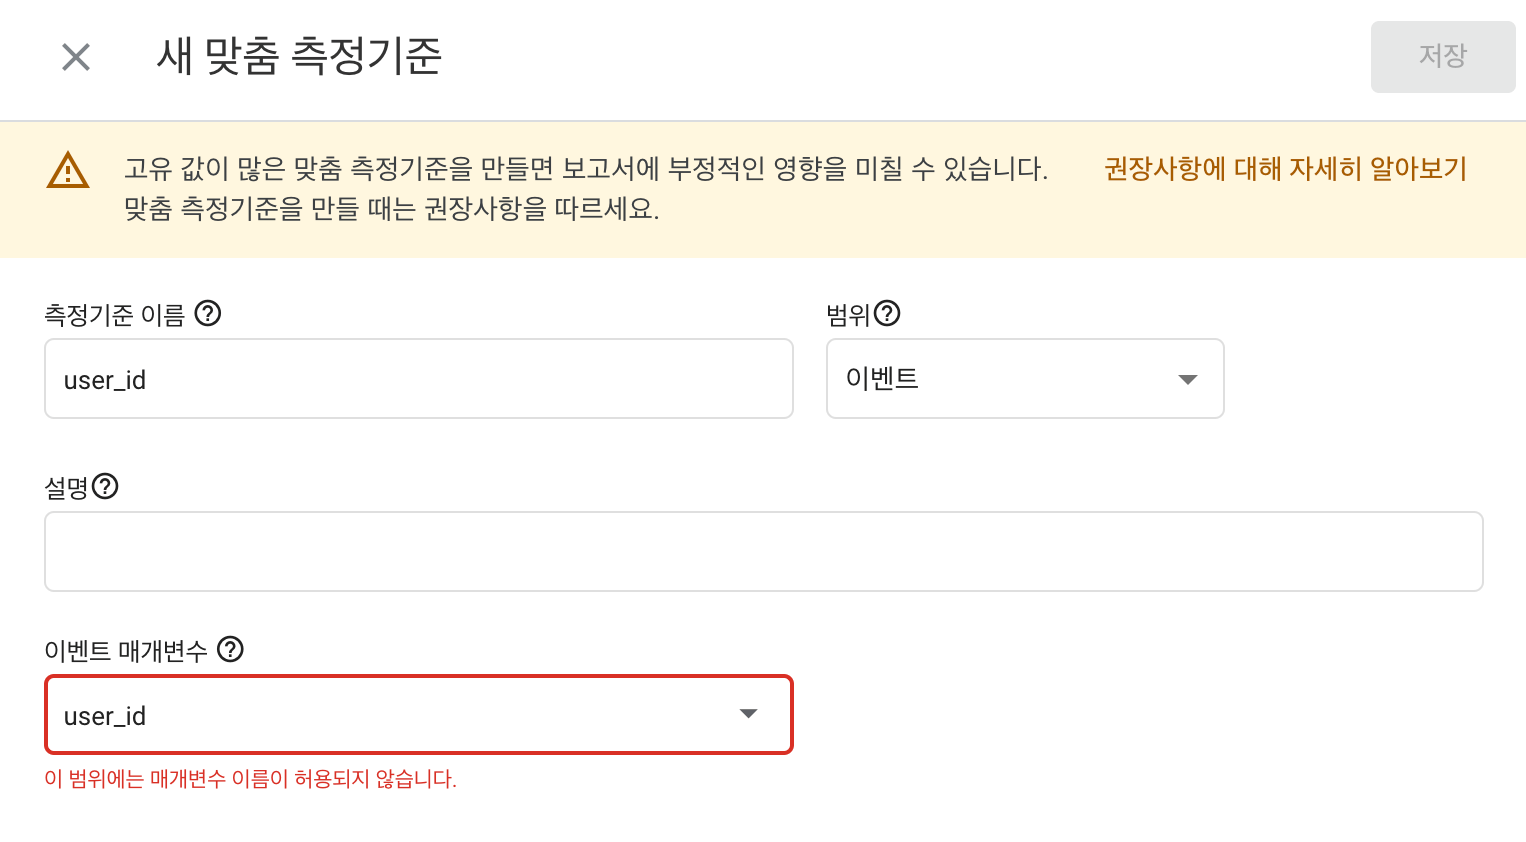 새 맞춤 측정기준
저장
고유 값이 많은 맞춤 측정기준을 만들면 보고서에 부정적인 영향을 미칠 수 있습니다.
맞춤 측정기준을 만들 때는 권장사항을 따르세요.
권장사항에 대해 자세히 알아보기
측정기준 이름
범위
user_id
이벤트
설명
이벤트 매개변수
user_id
이 범위에는 매개변수 이름이 허용되지 않습니다.